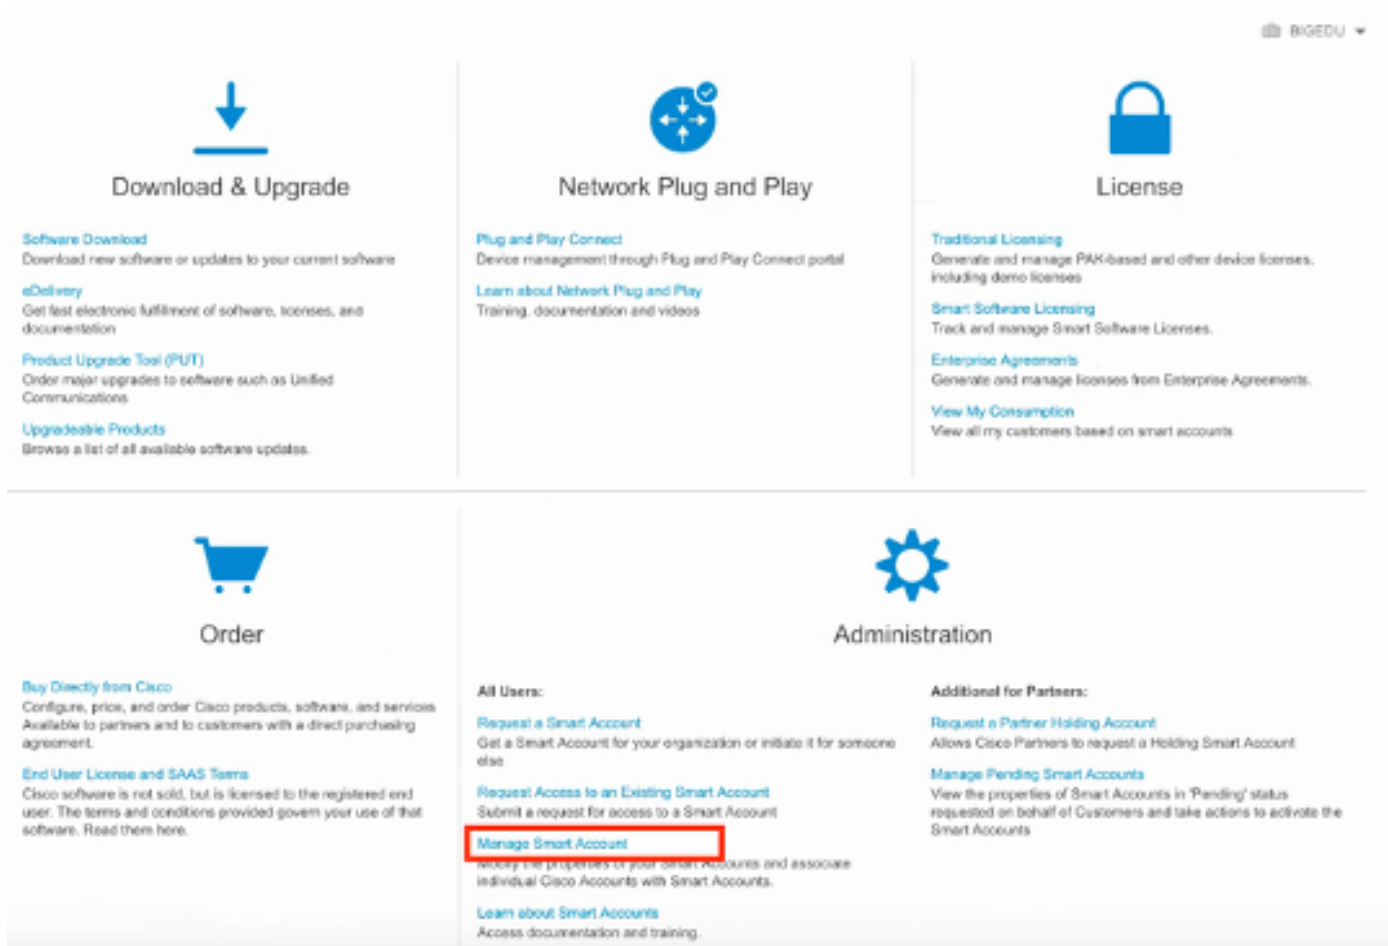 BIGEDU
Download & Upgrade
Software Download
Download new software or updates to your current software
eDelivery
Get fast electronic fulfillment of software, licenses, and
documentation
Product Upgrade Tool (PUT)
Order major upgrades to software such as Unified
Communications
Upgradeable Products
Browse a list of all available software updates.
Network Plug and Play
Plug and Play Connect
Device management through Plug and Play Connect portal
Learn about Network Plug and Play
Training, documentation and videos
License
Traditional Licensing
Generate and manage PAK-based and other device licenses,
including demo licenses
Smart Software Licensing
Track and manage Smart Software Licenses.
Enterprise Agreements
Generate and manage licenses from Enterprise Agreements.
View My Consumption
View all my customers based on smart accounts
Order
Buy Directly from Cisco
Configure, price, and order Cisco products, software, and services
Available to partners and to customers with a direct purchasing
agreement.
End User License and SAAS Terms
Cisco software is not sold, but is licensed to the registered end
user. The terms and conditions provided govern your use of that
software. Read them here.
Administration
All Users:
Request a Smart Account
Get a Smart Account for your organization or initiate it for someone
else
Request Access to an Existing Smart Account
Submit a request for access to a Smart Account
Manage Smart Account
Modify the properties of your Smart Accounts and associate
individual Cisco Accounts with Smart Accounts.
Learn about Smart Accounts
Access documentation and training.
Additional for Partners:
Request a Partner Holding Account
Allows Cisco Partners to request a Holding Smart Account
Manage Pending Smart Accounts
View the properties of Smart Accounts in 'Pending' status
requested on behalf of Customers and take actions to activate the
Smart Accounts